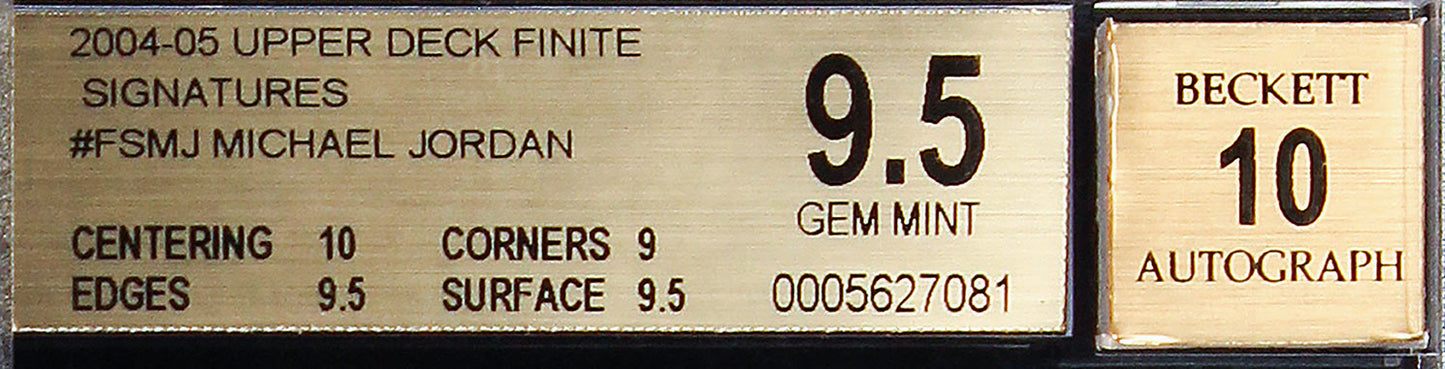 2004-05 UPPER DECK FINITE
SIGNATURES
#FSMJ MICHAEL JORDAN
9.5
GEM MINT
CENTERING 10 CORNERS 9
EDGES 9.5 SURFACE 9.5
0005627081
BECKETT
10
AUTOGRAPH